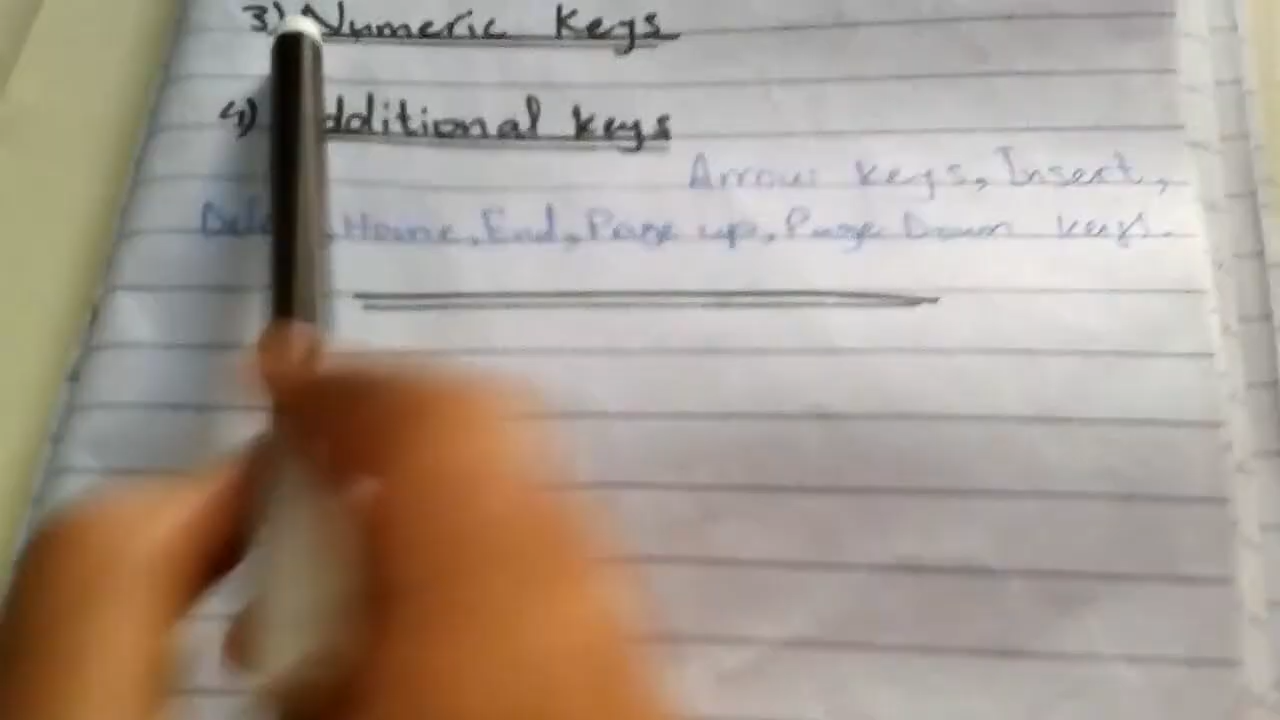 3) Numeric Keys
4) dditional keys
Arrow keys, Insert,
Home, End, Page up, Page Down keys.